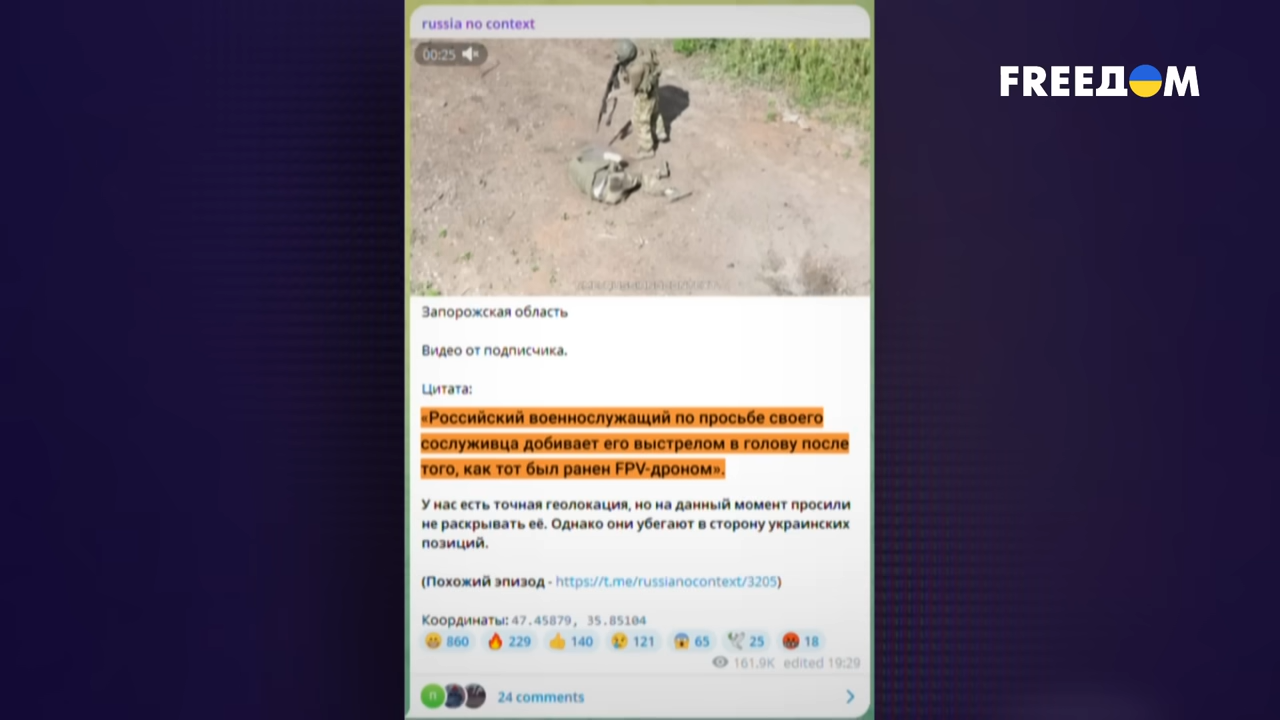 russia no context
00:25
FREEДOM
Запорожская область
Видео от подписчика.
Цитата:
«Российский военнослужащий по просьбе своего
сослуживца добивает его выстрелом в голову после
того, как тот был ранен FPV-дроном».
У нас есть точная геолокация, но на данный момент просили
не раскрывать её. Однако они убегают в сторону украинских
позиций.
(Похожий эпизод - https://t.me/russianocontext/3205)
Координаты: 47.45879, 35.85104
860 229 140 121 65 25 18
161.9K edited 19:29
П
24 comments